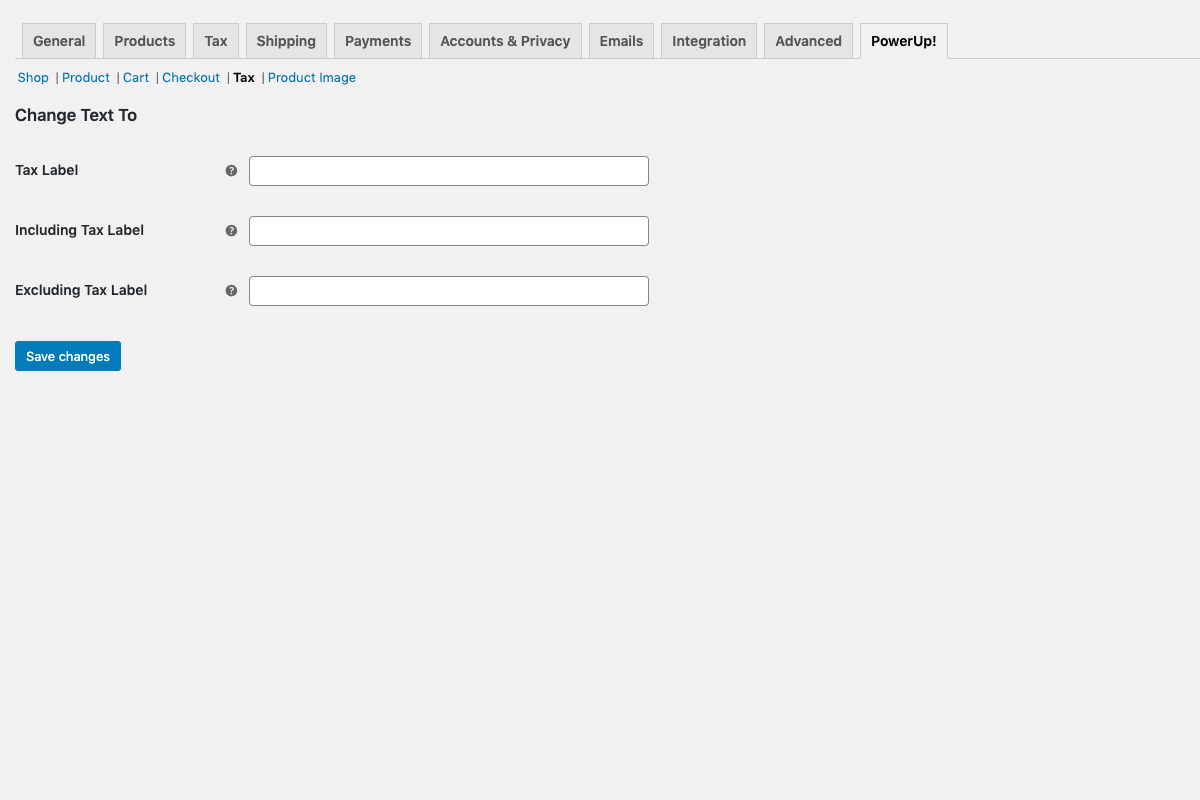 General Products Tax Shipping Payments Accounts & Privacy Emails Integration Advanced PowerUp!
Shop | Product | Cart | Checkout | Tax | Product Image
Change Text To
Tax Label ?
Including Tax Label ?
Excluding Tax Label ?
Save changes